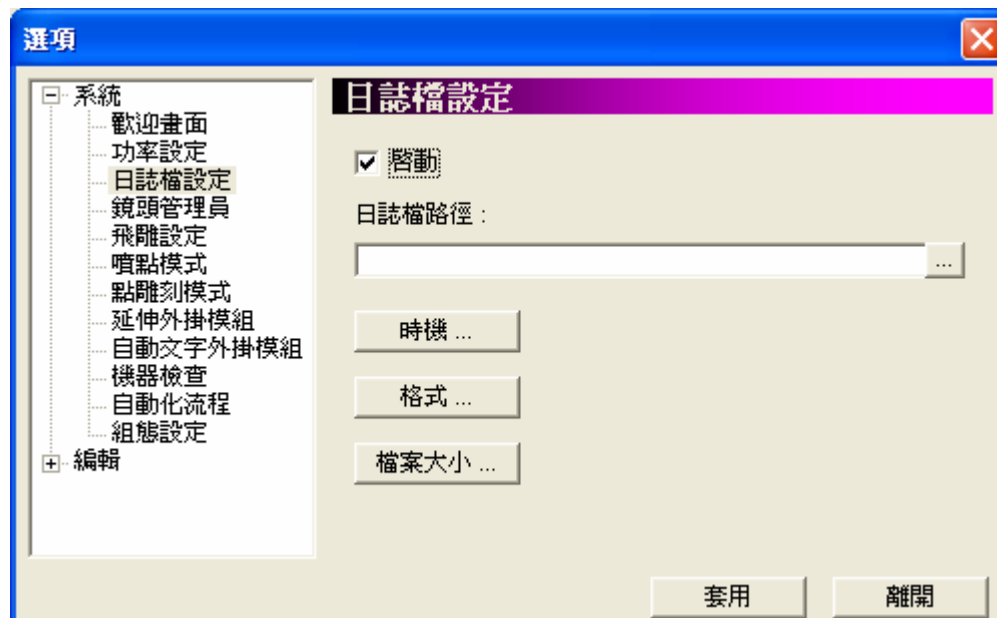 選項
系統
歡迎畫面
功率設定
日誌檔設定
鏡頭管理員
飛雕設定
噴點模式
點雕刻模式
延伸外掛模組
自動文字外掛模組
機器檢查
自動化流程
組態設定
編輯
日誌檔設定
啓動
日誌檔路徑 :
...
時機 ...
格式 ...
檔案大小 ...
套用
離開